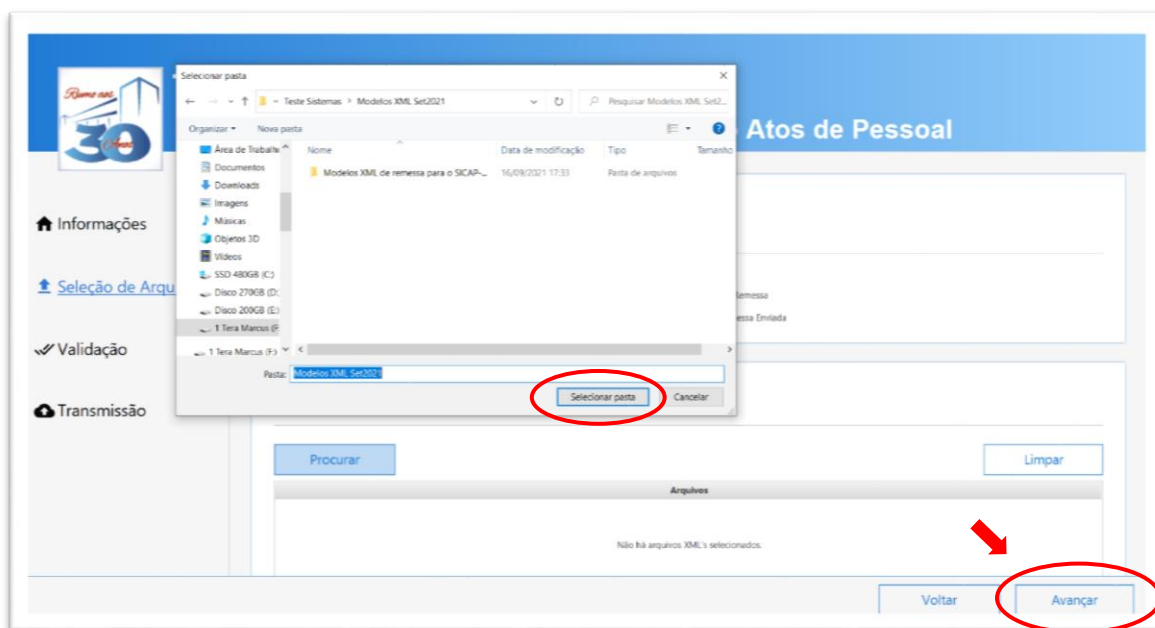 Rumo aos
30
Anos
Selecionar pasta
Teste Sistemas > Modelos XML Set2021
Pesquisar Modelos XML Set2...
Atos de Pessoal
Organizar
Nova pasta
Área de Trabalho
Documentos
Downloads
Imagens
Músicas
Objetos 3D
Vídeos
SSD 480GB (C:)
Disco 270GB (D:
Disco 200GB (E:)
1 Tera Marcus (F
1 Tera Marcus (F:)
Nome
Data de modificação
Tipo
Tamanho
Modelos XML de remessa para o SICAP-...
16/09/2021 17:33
Pasta de arquivos
Pasta: Modelos XML Set2021
Selecionar pasta
Cancelar
Informações
Seleção de Arqu
Validação
Transmissão
Remessa
essa Enviada
Procurar
Limpar
Arquivos
Não há arquivos XML's selecionados.
Voltar
Avançar